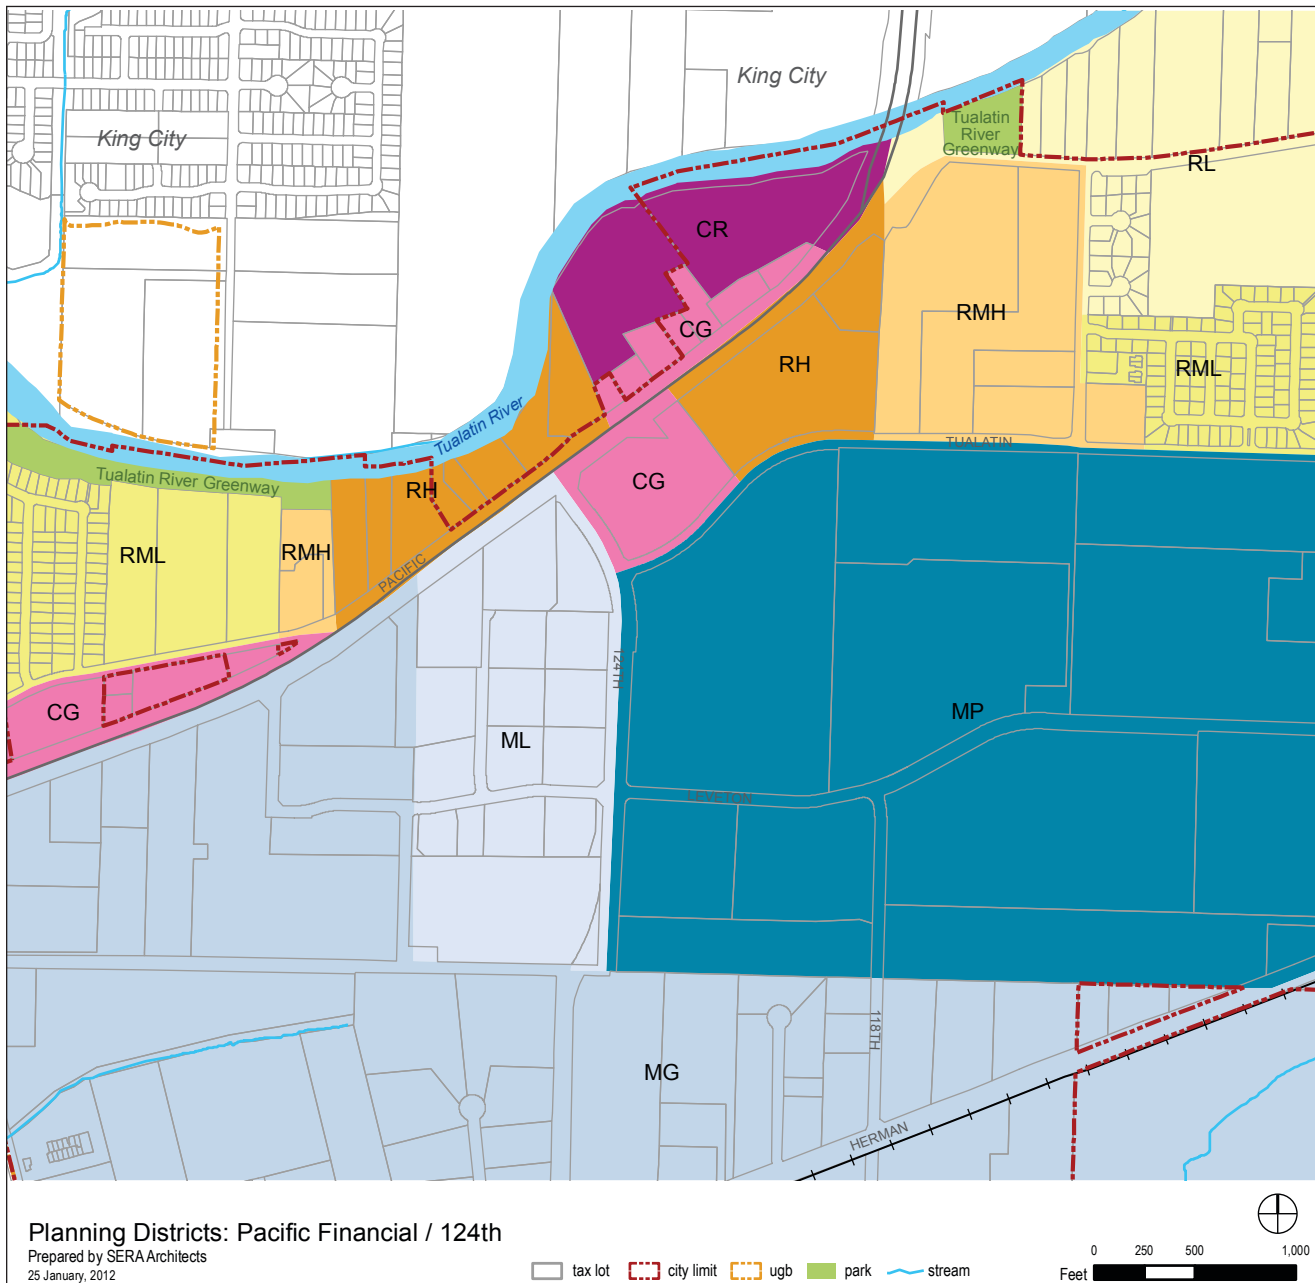 King City
King City
Tualatin
River
Greenway
RL
CR
CG
RMH
RH
RML
Tualatin River
TUALATIN
Tualatin River Greenway
RH
CG
RML
RMH
PACIFIC
124TH
CG
ML
MP
LEVETON
118TH
MG
HERMAN
Planning Districts: Pacific Financial / 124th
Prepared by SERA Architects
25 January, 2012
tax lot
city limit
ugb
park
stream
0 250 500 1,000
Feet